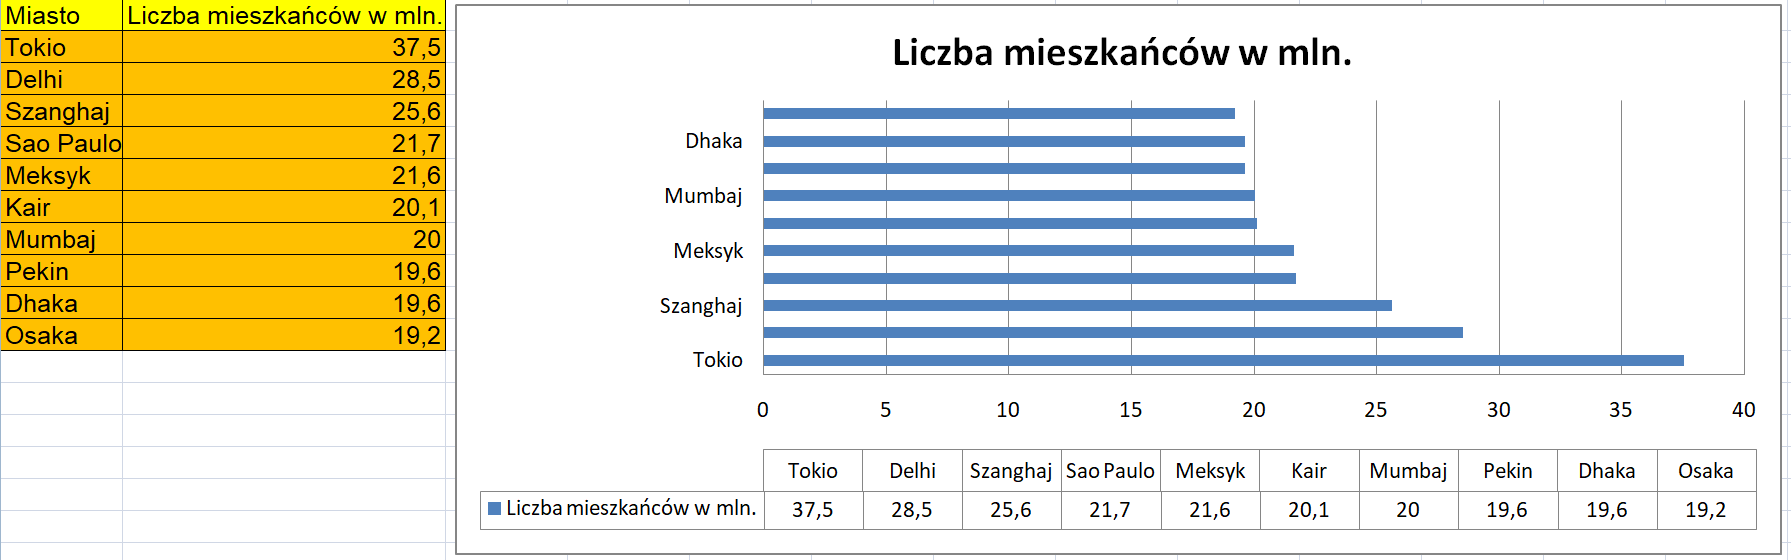 Miasto Liczba mieszkańców w mln.
Tokio 37,5
Delhi 28,5
Szanghaj 25,6
Sao Paulo 21,7
Meksyk 21,6
Kair 20,1
Mumbaj 20
Pekin 19,6
Dhaka 19,6
Osaka 19,2
Liczba mieszkańców w mln.
Dhaka
Mumbaj
Meksyk
Szanghaj
Tokio
0 5 10 15 20 25 30 35 40
Tokio Delhi Szanghaj Sao Paulo Meksyk Kair Mumbaj Pekin Dhaka Osaka
Liczba mieszkańców w mln. 37,5 28,5 25,6 21,7 21,6 20,1 20 19,6 19,6 19,2